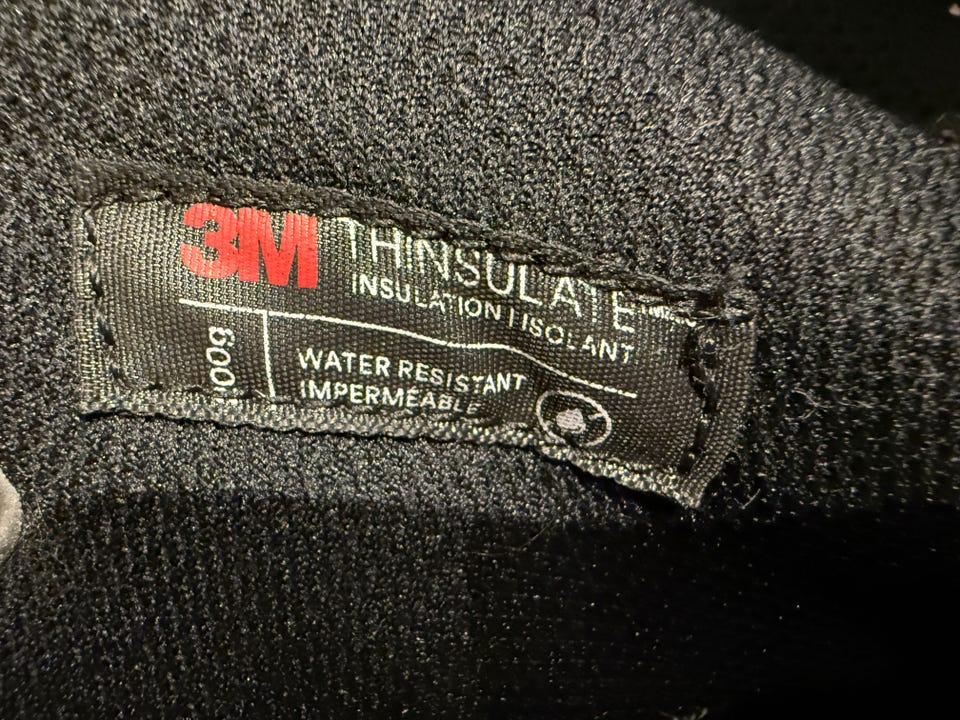 3M THINSULATE
INSULATION | ISOLANT
600
WATER RESISTANT
IMPERMÉABLE